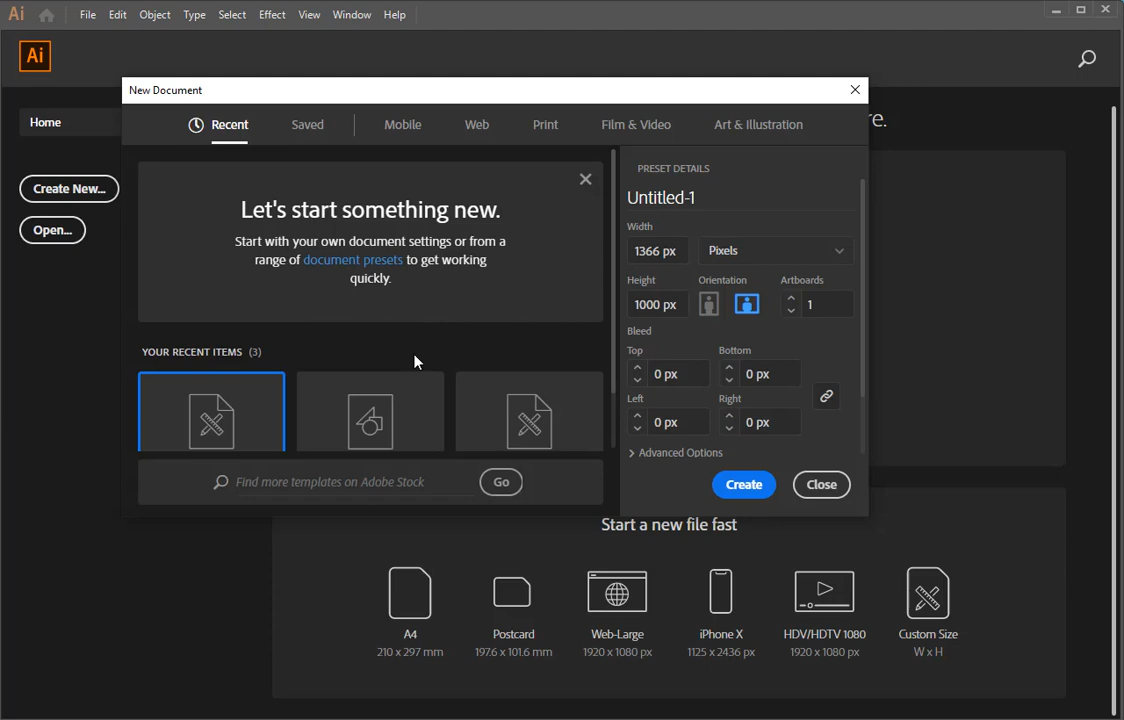 Ai File Edit Object Type Select Effect View Window Help
Ai
New Document
Home
re.
Recent Saved Mobile Web Print Film & Video Art & Illustration
Create New...
Open...
Let's start something new.
Start with your own document settings or from a
range of document presets to get working
quickly.
YOUR RECENT ITEMS (3)
Find more templates on Adobe Stock Go
PRESET DETAILS
Untitled-1
Width
1366 px Pixels
Height Orientation Artboards
1000 px 1
Bleed
Top Bottom
0 px 0 px
Left Right
0 px 0 px
> Advanced Options
Create Close
Start a new file fast
A4 Postcard Web-Large iPhone X HDV/HDTV 1080 Custom Size
210 x 297 mm 197.6 x 101.6 mm 1920 x 1080 px 1125 x 2436 px 1920 x 1080 px W x H